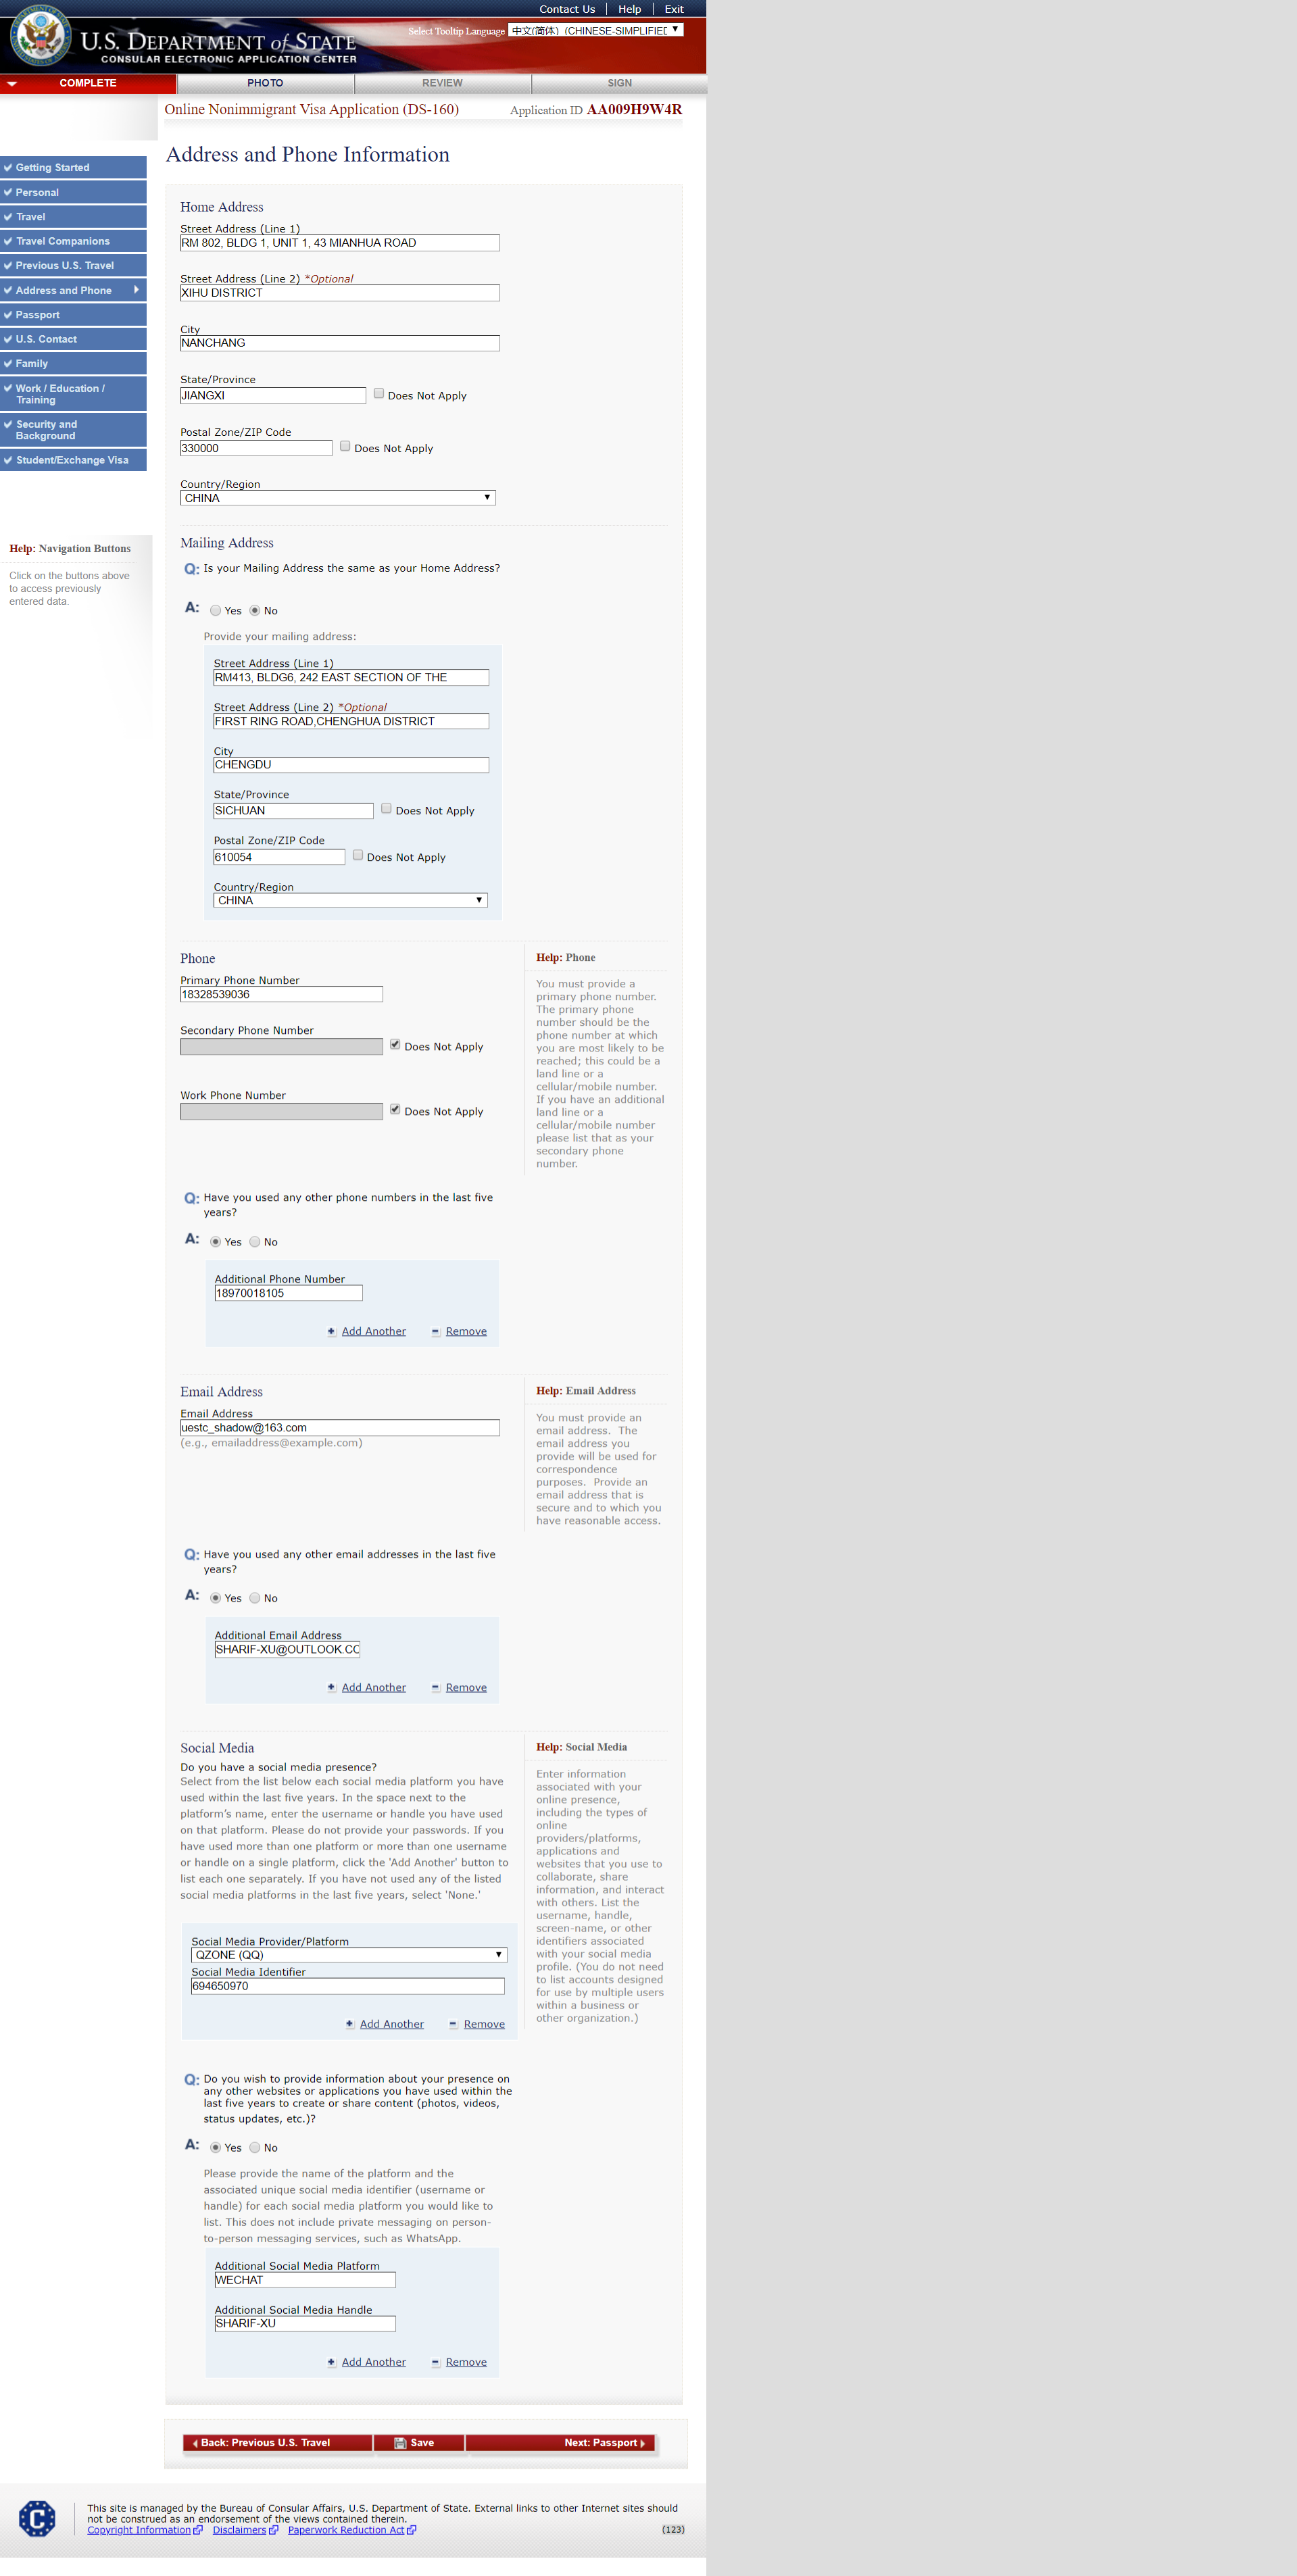 Contact Us Help Exit
Select Tooltip Language 中文(简体) (CHINESE-SIMPLIFIED
U.S. DEPARTMENT of STATE
CONSULAR ELECTRONIC APPLICATION CENTER
COMPLETE PHOTO REVIEW SIGN
Online Nonimmigrant Visa Application (DS-160) Application ID AA009H9W4R
Address and Phone Information
Getting Started
Personal
Travel
Travel Companions
Previous U.S. Travel
Address and Phone
Passport
U.S. Contact
Family
Work / Education /
Training
Security and
Background
Student/Exchange Visa
Help: Navigation Buttons
Click on the buttons above
to access previously
entered data.
Home Address
Street Address (Line 1)
RM 802, BLDG 1, UNIT 1, 43 MIANHUA ROAD
Street Address (Line 2) *Optional
XIHU DISTRICT
City
NANCHANG
State/Province
JIANGXI Does Not Apply
Postal Zone/ZIP Code
330000 Does Not Apply
Country/Region
CHINA
Mailing Address
Q: Is your Mailing Address the same as your Home Address?
A: Yes No
Provide your mailing address:
Street Address (Line 1)
RM413, BLDG6, 242 EAST SECTION OF THE
Street Address (Line 2) *Optional
FIRST RING ROAD,CHENGHUA DISTRICT
City
CHENGDU
State/Province
SICHUAN Does Not Apply
Postal Zone/ZIP Code
610054 Does Not Apply
Country/Region
CHINA
Phone
Primary Phone Number
18328539036
Secondary Phone Number
Does Not Apply
Work Phone Number
Does Not Apply
Help: Phone
You must provide a
primary phone number.
The primary phone
number should be the
phone number at which
you are most likely to be
reached; this could be a
land line or a
cellular/mobile number.
If you have an additional
land line or a
cellular/mobile number
please list that as your
secondary phone
number.
Q: Have you used any other phone numbers in the last five
years?
A: Yes No
Additional Phone Number
18970018105
Add Another Remove
Email Address
Email Address
uestc_shadow@163.com
(e.g., emailaddress@example.com)
Help: Email Address
You must provide an
email address. The
email address you
provide will be used for
correspondence
purposes. Provide an
email address that is
secure and to which you
have reasonable access.
Q: Have you used any other email addresses in the last five
years?
A: Yes No
Additional Email Address
SHARIF-XU@OUTLOOK.CO
Add Another Remove
Social Media
Do you have a social media presence?
Select from the list below each social media platform you have
used within the last five years. In the space next to the
platform's name, enter the username or handle you have used
on that platform. Please do not provide your passwords. If you
have used more than one platform or more than one username
or handle on a single platform, click the 'Add Another' button to
list each one separately. If you have not used any of the listed
social media platforms in the last five years, select 'None.'
Social Media Provider/Platform
QZONE (QQ)
Social Media Identifier
694650970
Add Another Remove
Help: Social Media
Enter information
associated with your
online presence,
including the types of
online
providers/platforms,
applications and
websites that you use to
collaborate, share
information, and interact
with others. List the
username, handle,
screen-name, or other
identifiers associated
with your social media
profile. (You do not need
to list accounts designed
for use by multiple users
within a business or
other organization.)
Q: Do you wish to provide information about your presence on
any other websites or applications you have used within the
last five years to create or share content (photos, videos,
status updates, etc.)?
A: Yes No
Please provide the name of the platform and the
associated unique social media identifier (username or
handle) for each social media platform you would like to
list. This does not include private messaging on person-
to-person messaging services, such as WhatsApp.
Additional Social Media Platform
WECHAT
Additional Social Media Handle
SHARIF-XU
Add Another Remove
Back: Previous U.S. Travel Save Next: Passport
This site is managed by the Bureau of Consular Affairs, U.S. Department of State. External links to other Internet sites should
not be construed as an endorsement of the views contained therein.
Copyright Information Disclaimers Paperwork Reduction Act (123)